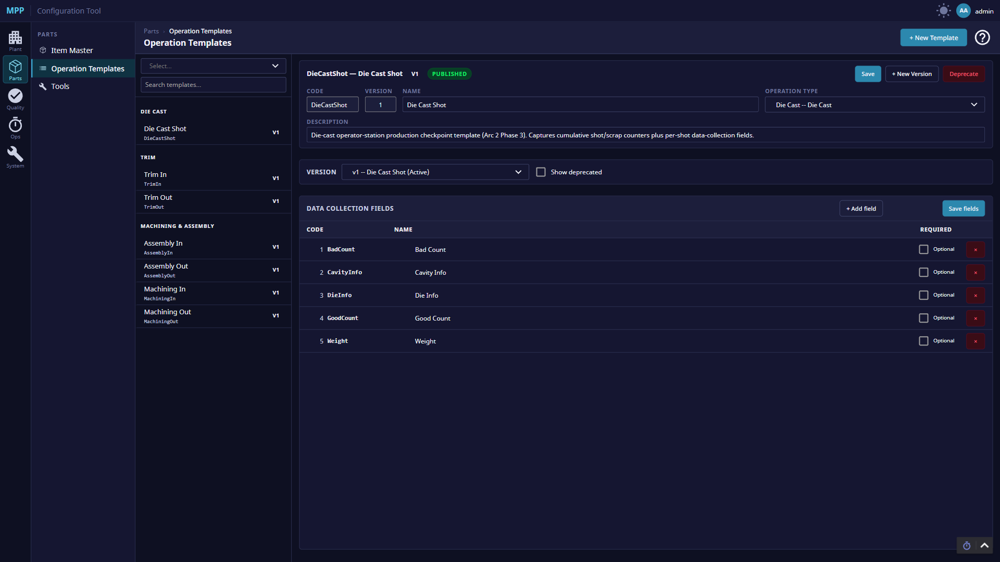 MPP Configuration Tool
AA admin
Plant
Parts
Quality
Ops
System
PARTS
Item Master
Operation Templates
Tools
Parts › Operation Templates
Operation Templates
+ New Template
Select...
Search templates...
DIE CAST
Die Cast Shot
DieCastShot
V1
TRIM
Trim In
TrimIn
V1
Trim Out
TrimOut
V1
MACHINING & ASSEMBLY
Assembly In
AssemblyIn
V1
Assembly Out
AssemblyOut
V1
Machining In
MachiningIn
V1
Machining Out
MachiningOut
V1
DieCastShot — Die Cast Shot V1 PUBLISHED
Save + New Version Deprecate
CODE VERSION NAME OPERATION TYPE
DieCastShot 1 Die Cast Shot Die Cast -- Die Cast
DESCRIPTION
Die-cast operator-station production checkpoint template (Arc 2 Phase 3). Captures cumulative shot/scrap counters plus per-shot data-collection fields.
VERSION v1 -- Die Cast Shot (Active) Show deprecated
DATA COLLECTION FIELDS + Add field Save fields
CODE NAME REQUIRED
1 BadCount Bad Count Optional ×
2 CavityInfo Cavity Info Optional ×
3 DieInfo Die Info Optional ×
4 GoodCount Good Count Optional ×
5 Weight Weight Optional ×